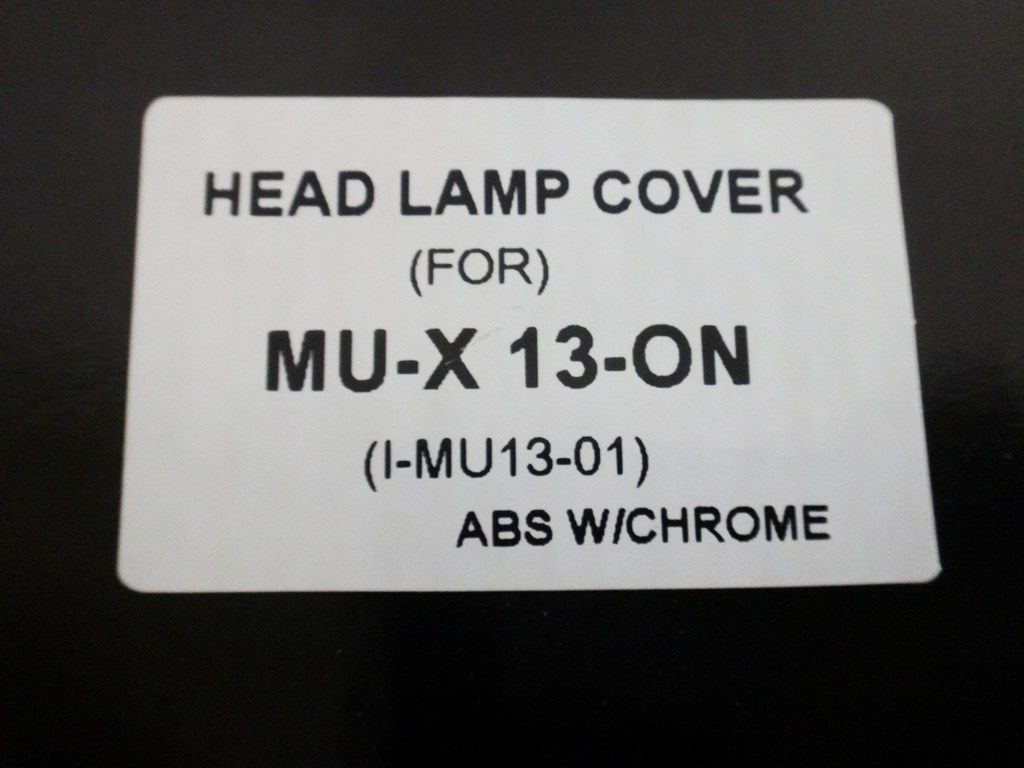 HEAD LAMP COVER
(FOR)
MU-X 13-ON
(I-MU13-01)
ABS W/CHROME